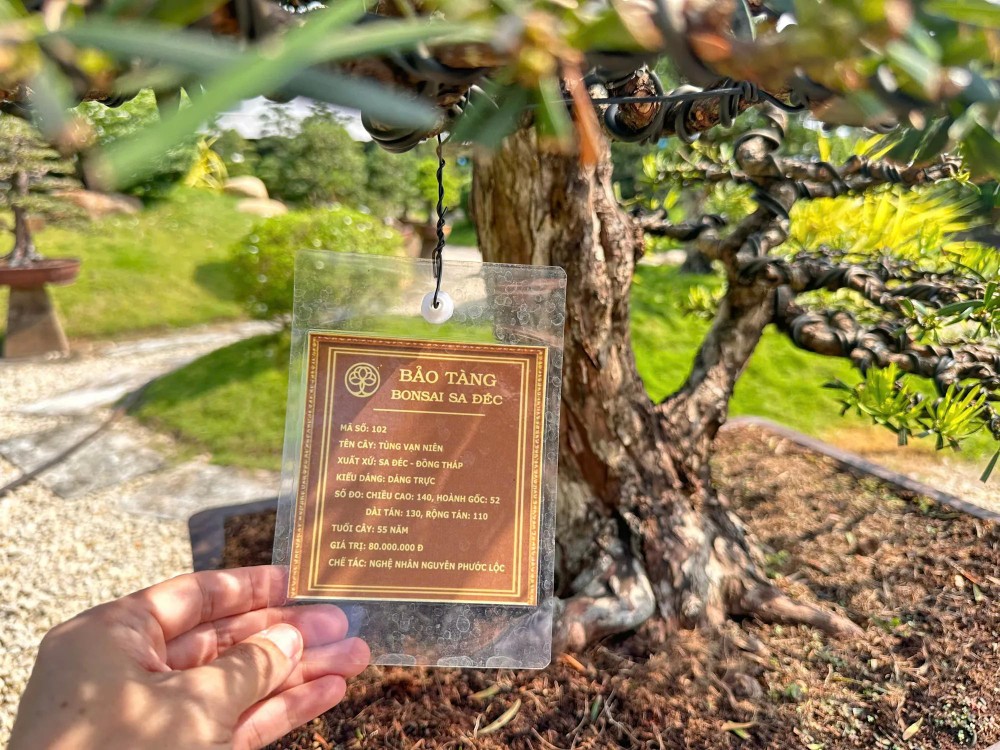 BẢO TÀNG
BONSAI SA ĐÉC
MÃ SỐ: 102
TÊN CÂY: TÙNG VẠN NIÊN
XUẤT XỨ: SA ĐÉC - ĐỒNG THÁP
KIỂU DÁNG: DÁNG TRỰC
SỐ ĐO: CHIỀU CAO: 140, HOÀNH GỐC: 52
DÀI TÁN: 130, RỘNG TÁN: 110
TUỔI CÂY: 55 NĂM
GIÁ TRỊ: 80.000.000 Đ
CHẾ TÁC: NGHỆ NHÂN NGUYỄN PHƯỚC LỘC